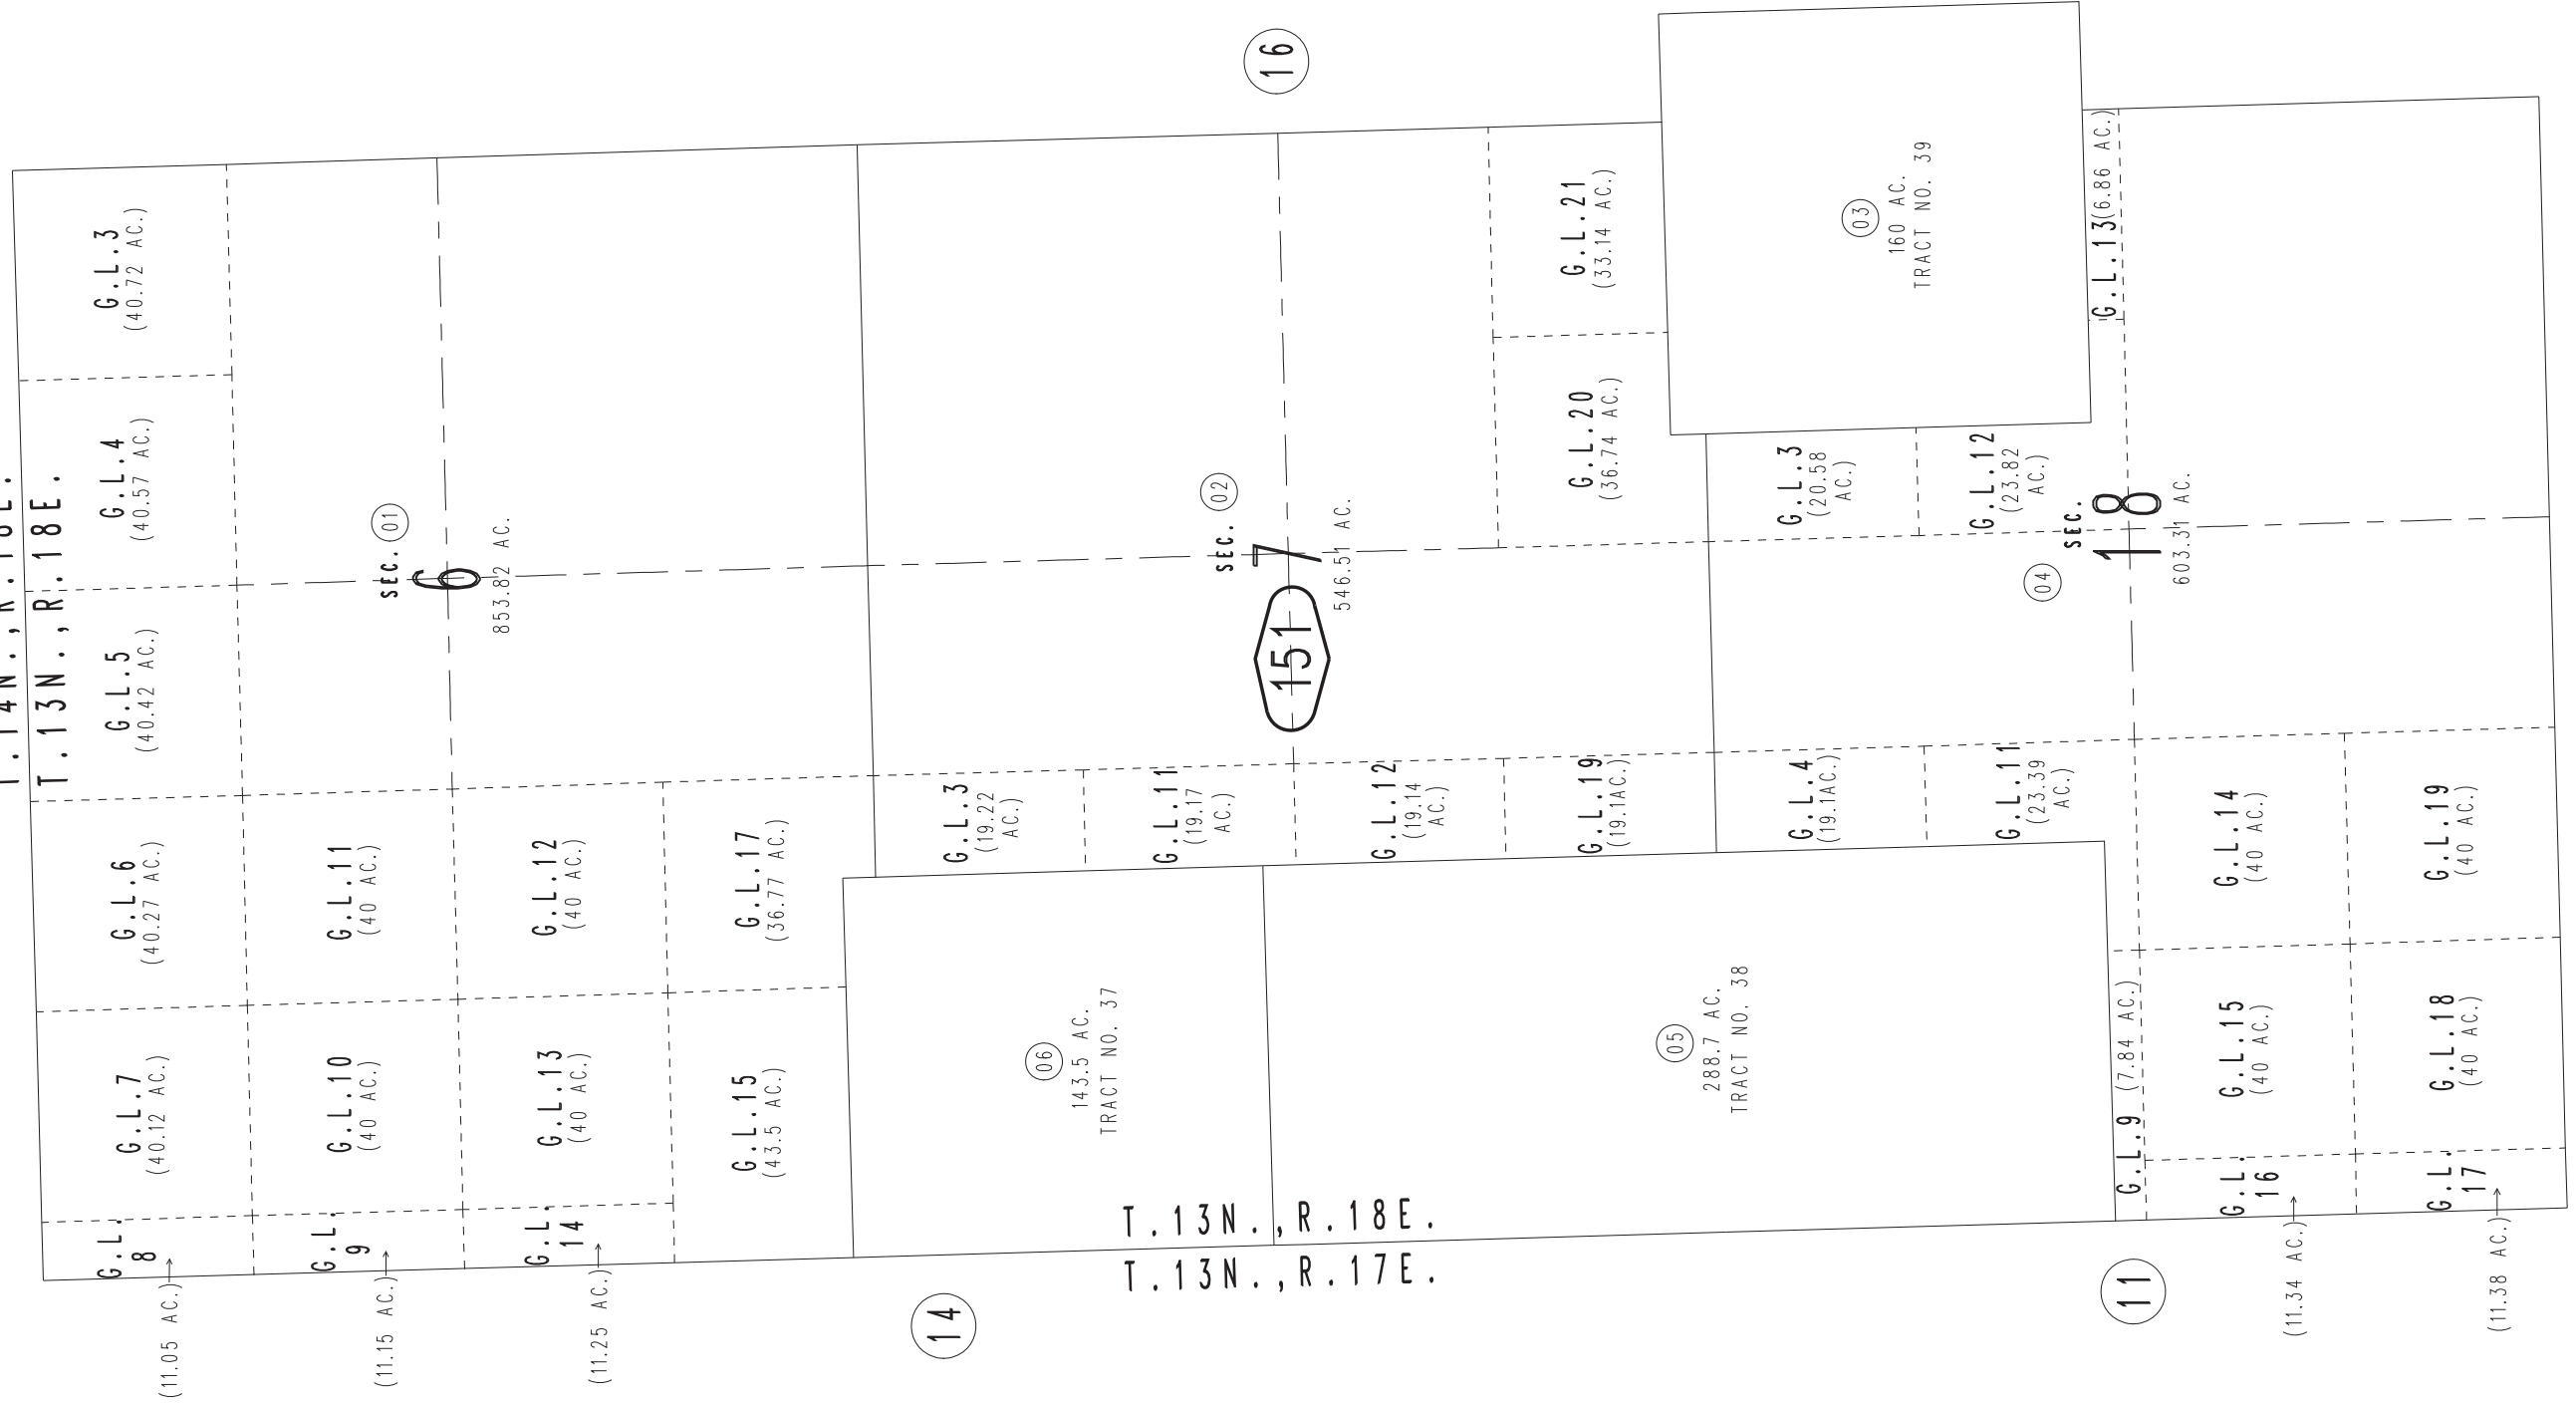 T.14N.,R.18E.
T.13N.,R.18E.
G.L.3
(40.72 AC.)
G.L.4
(40.57 AC.)
G.L.5
(40.42 AC.)
G.L.6
(40.27 AC.)
G.L.7
(40.12 AC.)
G.L.
8
(11.05 AC.)
SEC. 01
6
853.82 AC.
G.L.11
(40 AC.)
G.L.10
(40 AC.)
G.L.
9
(11.15 AC.)
G.L.12
(40 AC.)
G.L.13
(40 AC.)
G.L.
14
(11.25 AC.)
G.L.17
(36.77 AC.)
G.L.15
(43.5 AC.)
14
16
SEC. 02
7
151
546.51 AC.
G.L.3
(19.22
AC.)
G.L.11
(19.17
AC.)
G.L.12
(19.14
AC.)
G.L.19
(19.1AC.)
G.L.21
(33.14 AC.)
G.L.20
(36.74 AC.)
06
143.5 AC.
TRACT NO. 37
T.13N.,R.18E.
T.13N.,R.17E.
05
288.7 AC.
TRACT NO. 38
03
160 AC.
TRACT NO. 39
G.L.3
(20.58
AC.)
G.L.12
(23.82
AC.)
G.L.4
(19.1AC.)
G.L.11
(23.39
AC.)
G.L.13(6.86 AC.)
04
SEC.
18
603.31 AC.
G.L.9 (7.84 AC.)
11
G.L.14
(40 AC.)
G.L.15
(40 AC.)
G.L.
16
(11.34 AC.)
G.L.19
(40 AC.)
G.L.18
(40 AC.)
G.L.
17
(11.38 AC.)